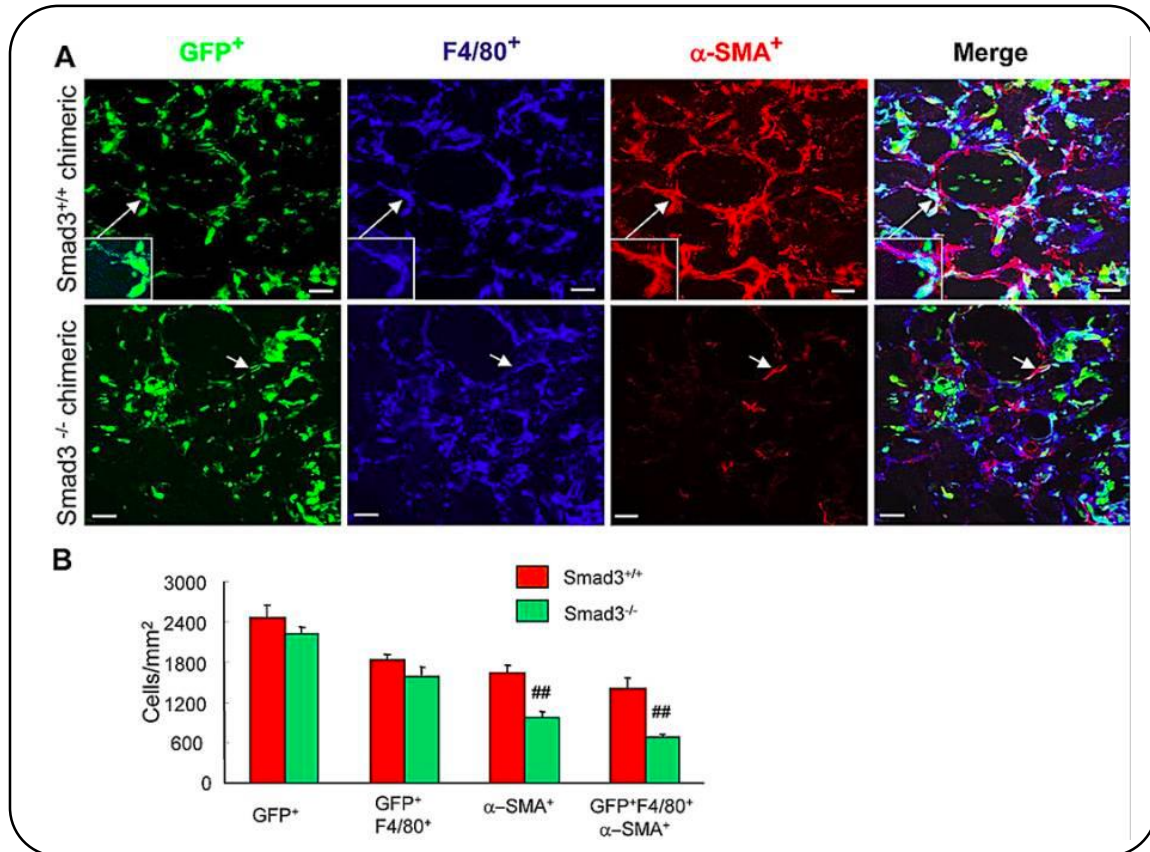 A
GFP⁺ F4/80⁺ α-SMA⁺ Merge
Smad3⁺/⁺ chimeric
Smad3 ⁻/⁻ chimeric
B
Smad3⁺/⁺
Smad3⁻/⁻
Cells/mm²
3000
2400
1800
1200
600
0
## ##
GFP⁺
GFP⁺
F4/80⁺
α–SMA⁺
GFP⁺F4/80⁺
α–SMA⁺